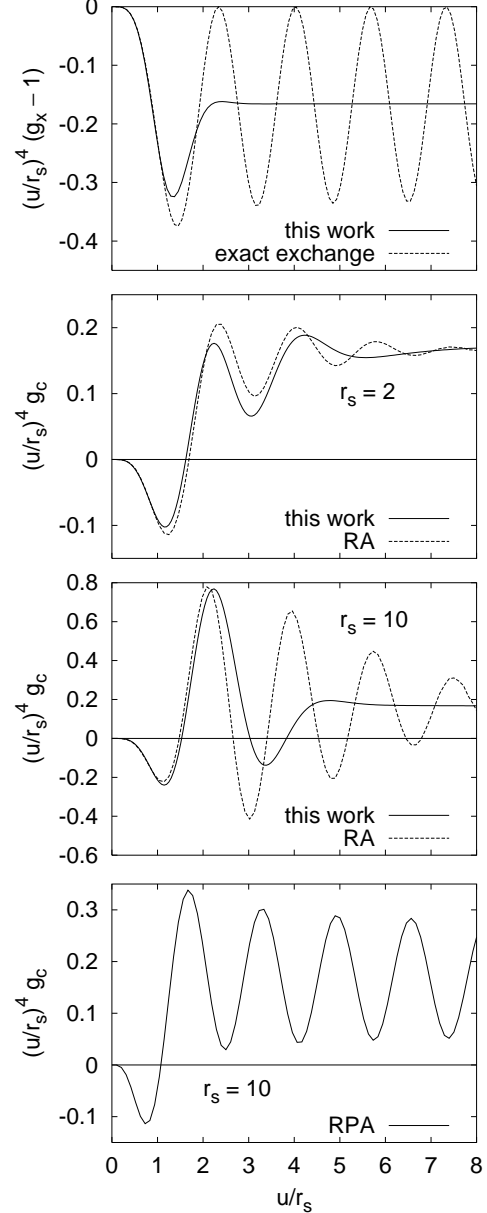 0
-0.1
-0.2
-0.3
-0.4
(u/rs)4 (gx − 1)
this work
exact exchange
0.2
0.1
0
-0.1
(u/rs)4 gc
rs = 2
this work
RA
0.8
0.6
0.4
0.2
0
-0.2
-0.4
-0.6
(u/rs)4 gc
rs = 10
this work
RA
0.3
0.2
0.1
0
-0.1
(u/rs)4 gc
rs = 10
RPA
0 1 2 3 4 5 6 7 8
u/rs